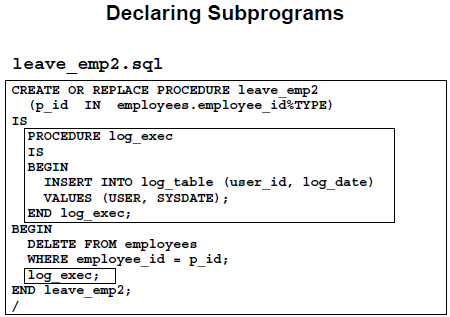 Declaring Subprograms
leave_emp2.sql
CREATE OR REPLACE PROCEDURE leave_emp2
(p_id IN employees.employee_id%TYPE)
IS
PROCEDURE log_exec
IS
BEGIN
INSERT INTO log_table (user_id, log_date)
VALUES (USER, SYSDATE);
END log_exec;
BEGIN
DELETE FROM employees
WHERE employee_id = p_id;
log_exec;
END leave_emp2;
/